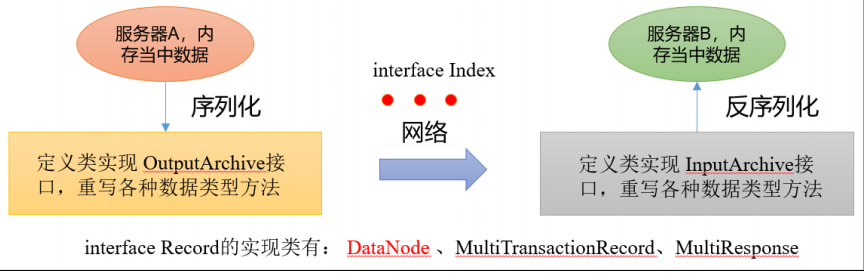 服务器A，内
存当中数据
服务器B，内
存当中数据
interface Index
序列化
反序列化
网络
定义类实现 OutputArchive接
口，重写各种数据类型方法
定义类实现 InputArchive接
口，重写各种数据类型方法
interface Record的实现类有： DataNode 、MultiTransactionRecord、MultiResponse